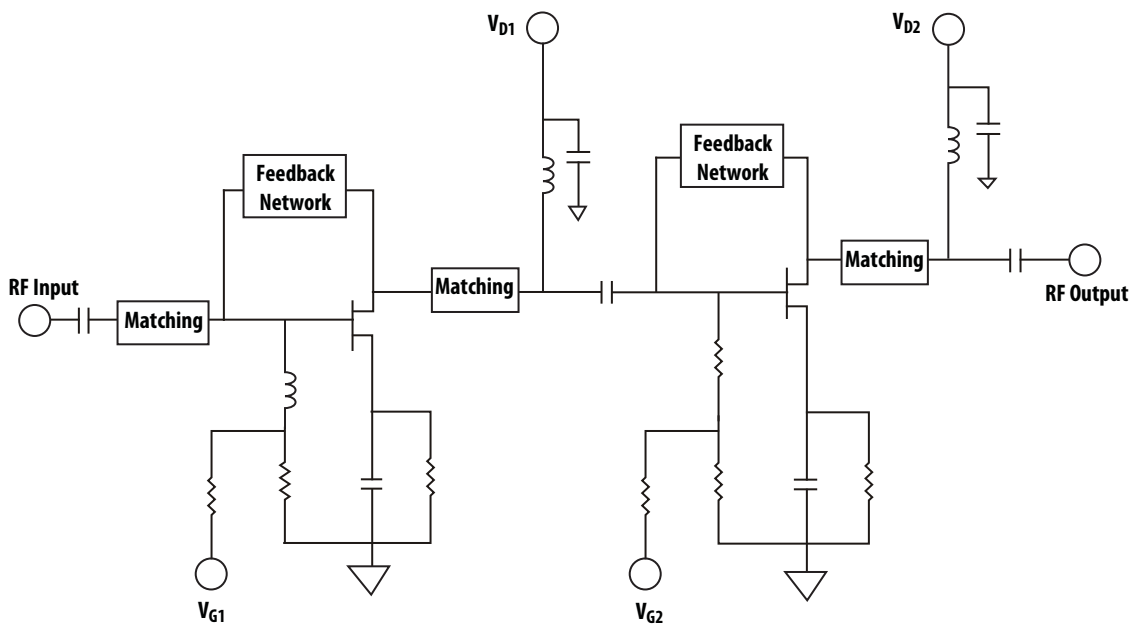 V_D1
V_D2
Feedback
Network
Feedback
Network
Matching
Matching
RF Input
Matching
RF Output
V_G1
V_G2